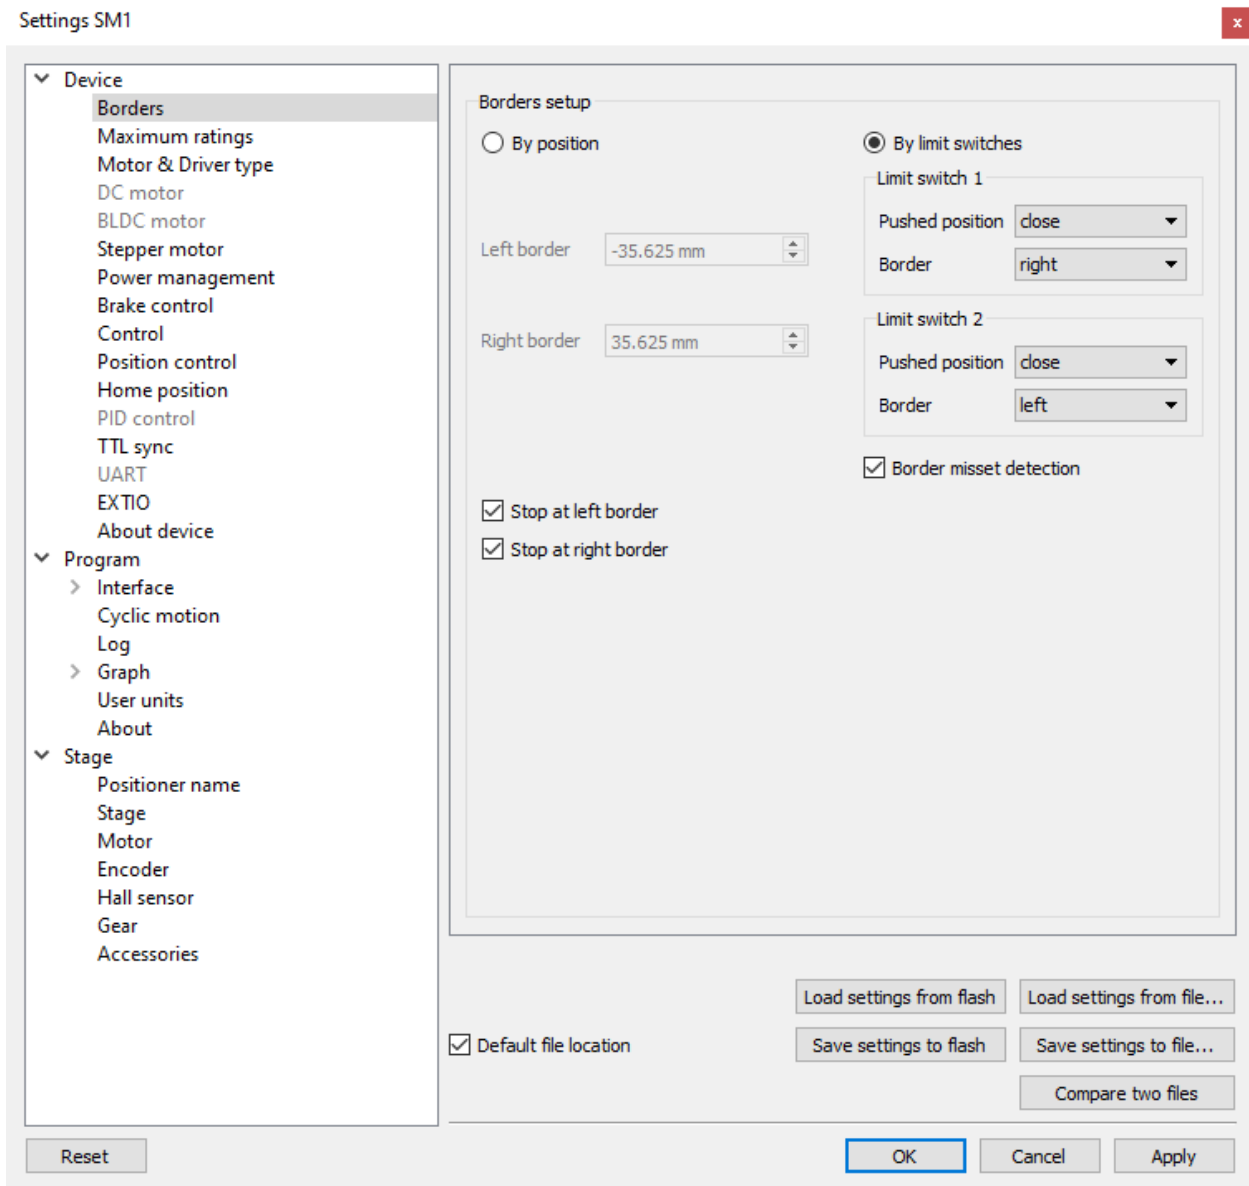 Settings SM1
x
Device
Borders
Maximum ratings
Motor & Driver type
DC motor
BLDC motor
Stepper motor
Power management
Brake control
Control
Position control
Home position
PID control
TTL sync
UART
EXTIO
About device
Program
Interface
Cyclic motion
Log
Graph
User units
About
Stage
Positioner name
Stage
Motor
Encoder
Hall sensor
Gear
Accessories
Borders setup
By position
By limit switches
Limit switch 1
Pushed position close
Border right
Left border -35.625 mm
Right border 35.625 mm
Limit switch 2
Pushed position close
Border left
Border misset detection
Stop at left border
Stop at right border
Load settings from flash Load settings from file...
Default file location Save settings to flash Save settings to file...
Compare two files
Reset OK Cancel Apply